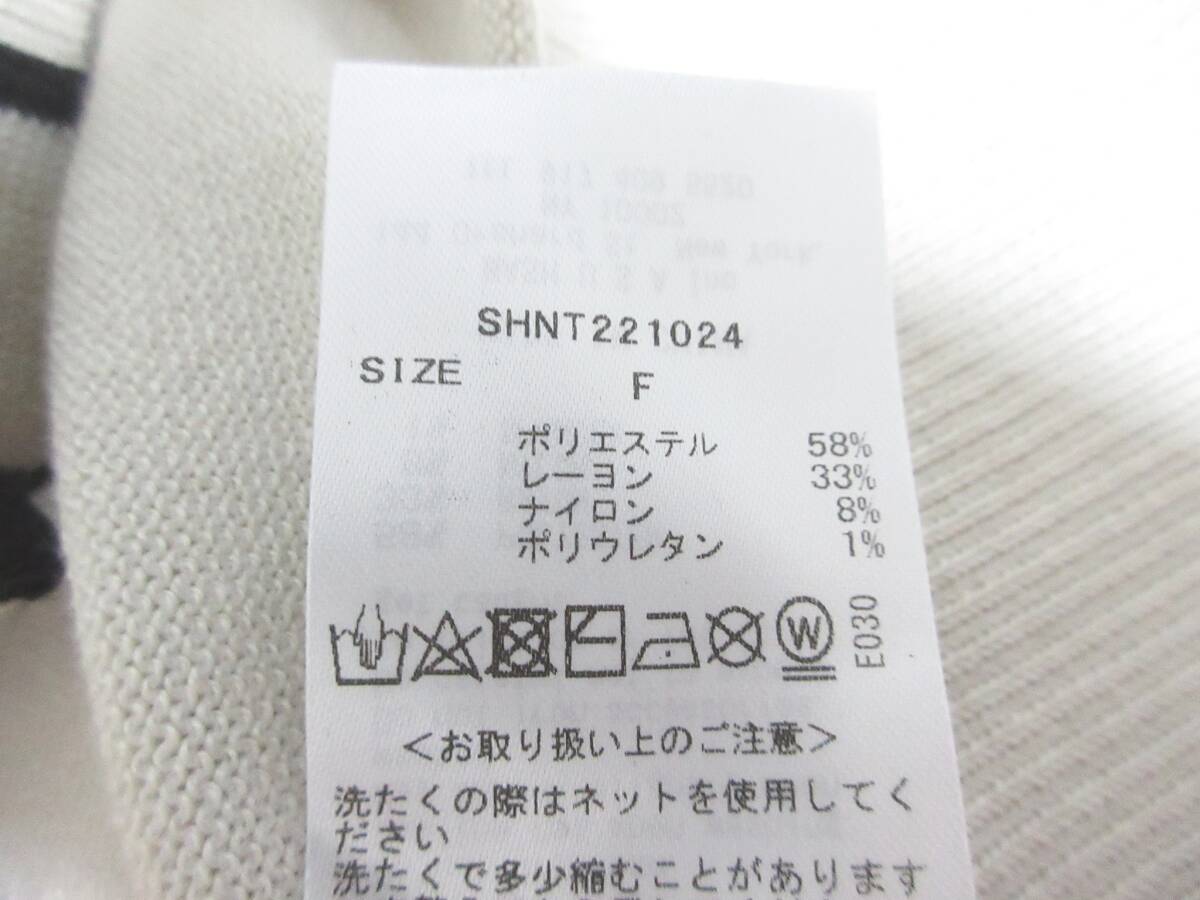 SHNT221024
SIZE F
ポリエステル 58%
レーヨン 33%
ナイロン 8%
ポリウレタン 1%
W E030
<お取り扱い上のご注意>
洗たくの際はネットを使用してく
ださい
洗たくで多少縮むことがあります